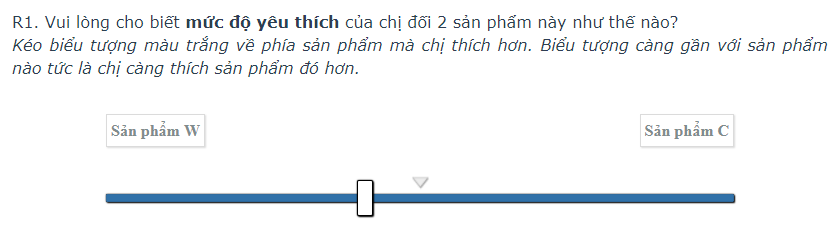 R1. Vui lòng cho biết mức độ yêu thích của chị đối 2 sản phẩm này như thế nào?
Kéo biểu tượng màu trắng về phía sản phẩm mà chị thích hơn. Biểu tượng càng gần với sản phẩm
nào tức là chị càng thích sản phẩm đó hơn.
Sản phẩm W
Sản phẩm C